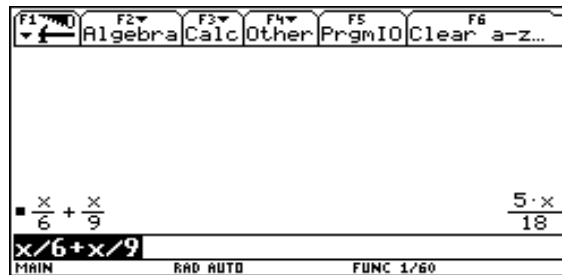 F1 F2 F3 F4 F5 F6
Algebra Calc Other PrgmIO Clear a-z…
x/6 + x/9 5·x/18
x/6+x/9
MAIN RAD AUTO FUNC 1/60